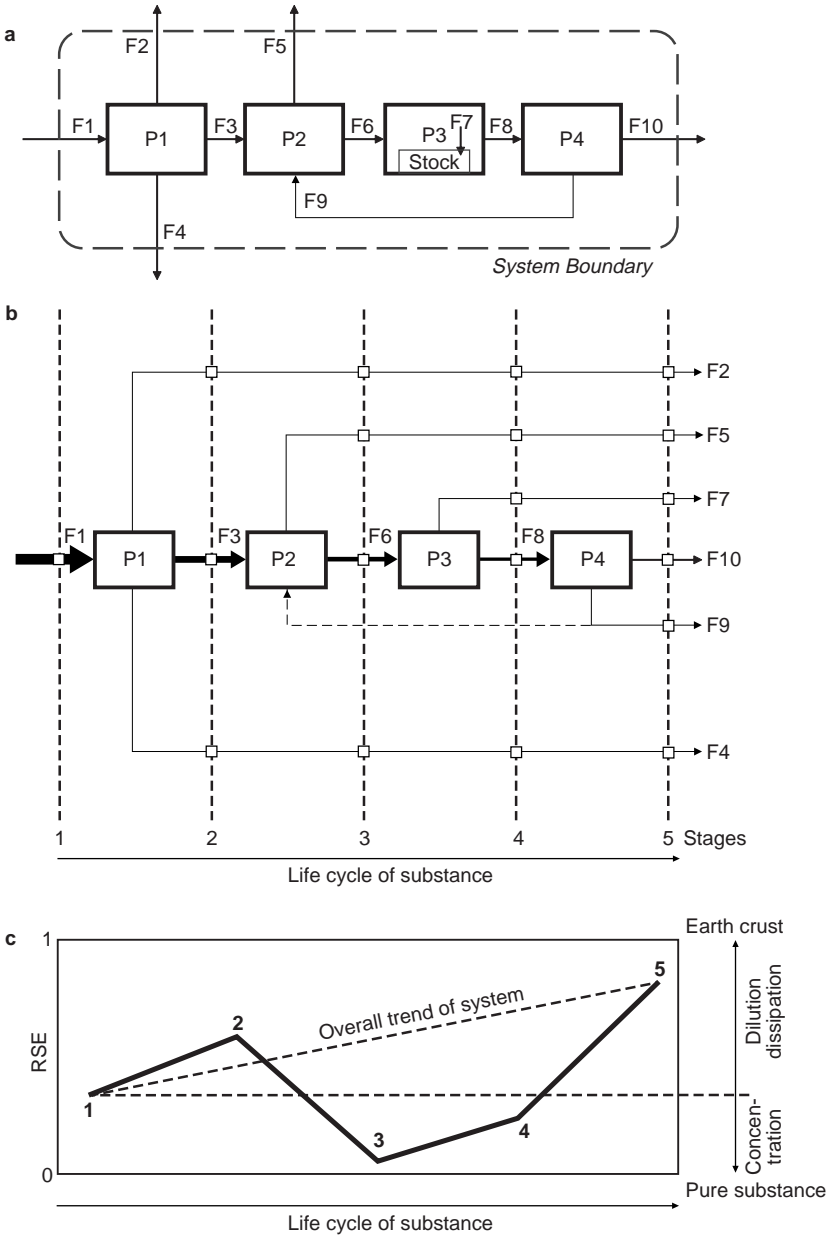 a
F2
F5
F1
P1
F3
P2
F6
P3
F7
Stock
F8
P4
F10
F9
F4
System Boundary
b
F2
F5
F7
F1
P1
F3
P2
F6
P3
F8
P4
F10
F9
F4
1 2 3 4 5 Stages
Life cycle of substance
c
Earth crust
1
RSE
0
1
2
3
4
5
Overall trend of system
Dilution
dissipation
Concen-
tration
Pure substance
Life cycle of substance